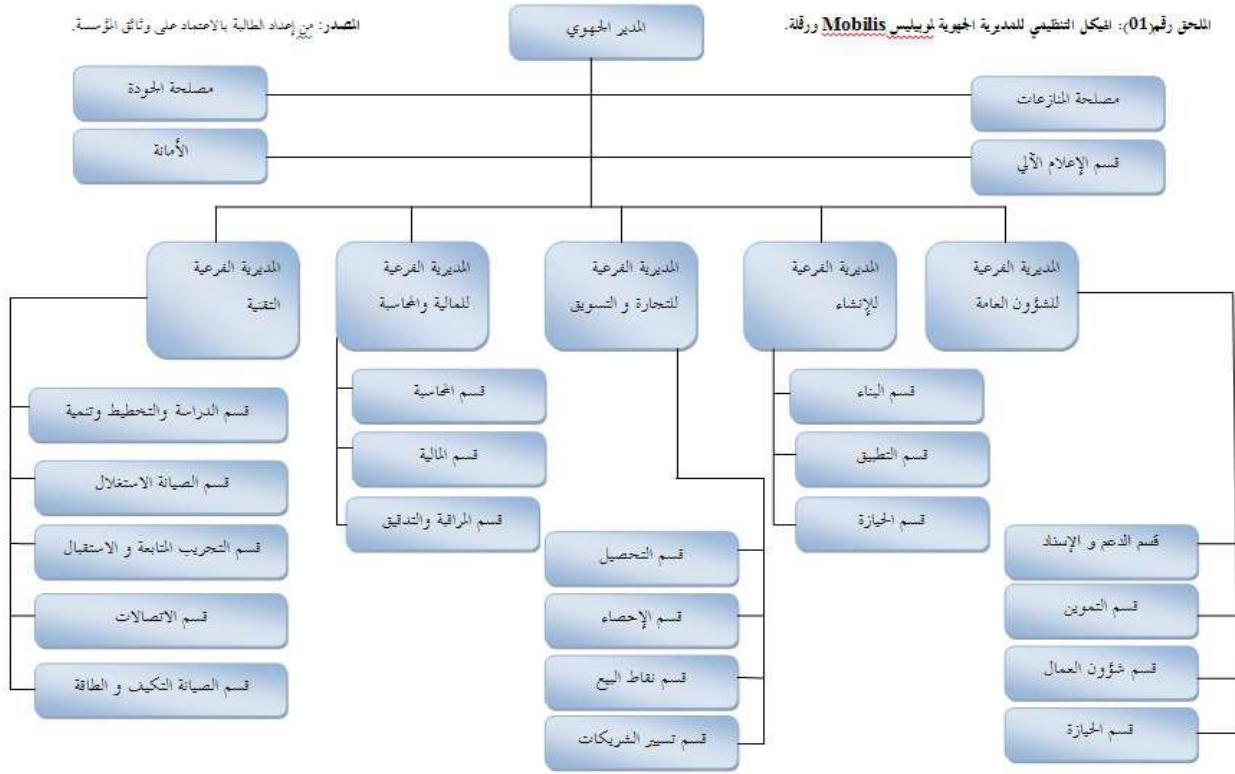 الملحق رقم(01): الهيكل التنظيمي للمديرية الجهوية لموبيليس Mobilis ورقلة.
المصدر: من إعداد الطالبة بالاعتماد على وثائق المؤسسة.
المدير الجهوي
مصلحة المنازعات
مصلحة الجودة
قسم الإعلام الآلي
الأمانة
المديرية الفرعية
للشؤون العامة
المديرية الفرعية
للإنشاء
المديرية الفرعية
للتجارة و التسويق
المديرية الفرعية
للمالية والمحاسبة
المديرية الفرعية
التقنية
قسم الدعم و الإسناد
قسم التموين
قسم شؤون العمال
قسم الحيازة
قسم البناء
قسم التطبيق
قسم الحيازة
قسم التحصيل
قسم الإحصاء
قسم نقاط البيع
قسم تسيير الشريكات
قسم المحاسبة
قسم المالية
قسم المراقبة والتدقيق
قسم الدراسة والتخطيط وتنمية
قسم الصيانة الاستغلال
قسم التجريب المتابعة و الاستقبال
قسم الاتصالات
قسم الصيانة التكيف و الطاقة